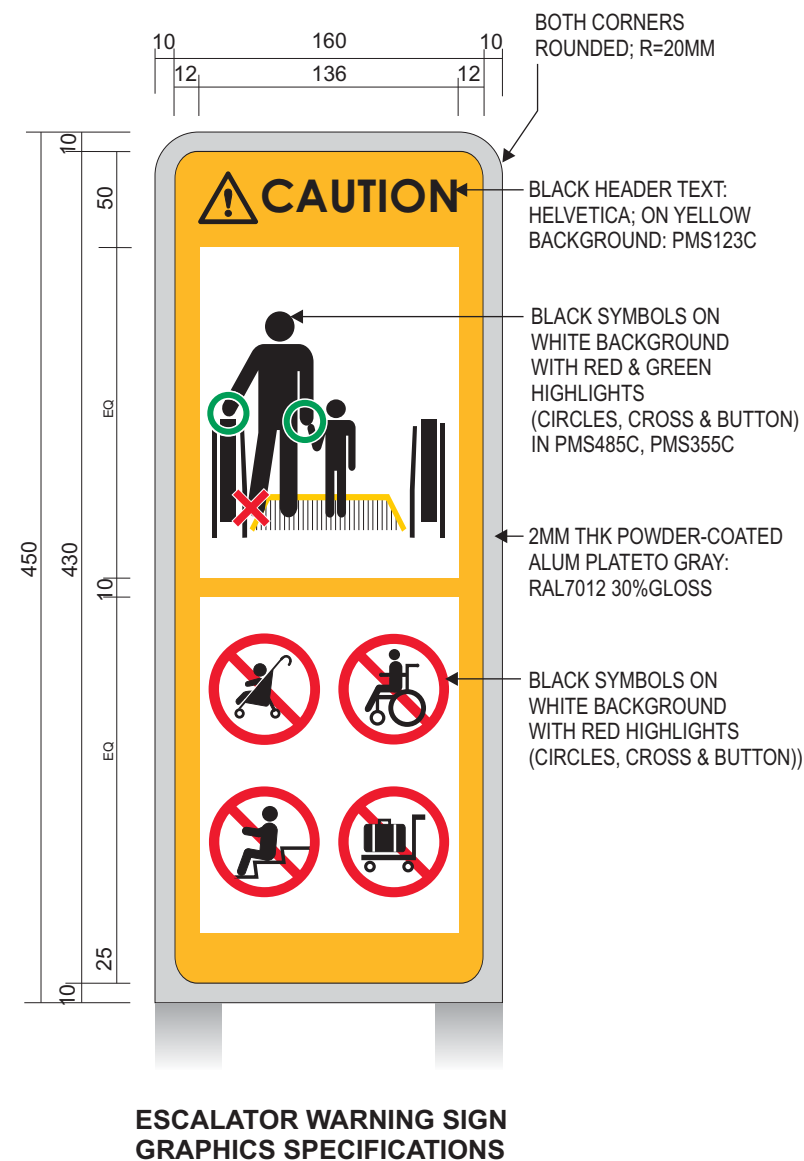 BOTH CORNERS
ROUNDED; R=20MM
10 160 10
12 136 12
10
50
CAUTION
BLACK HEADER TEXT:
HELVETICA; ON YELLOW
BACKGROUND: PMS123C
BLACK SYMBOLS ON
WHITE BACKGROUND
WITH RED & GREEN
HIGHLIGHTS
(CIRCLES, CROSS & BUTTON)
IN PMS485C, PMS355C
EQ
2MM THK POWDER-COATED
ALUM PLATETO GRAY:
RAL7012 30%GLOSS
450
430
10
BLACK SYMBOLS ON
WHITE BACKGROUND
WITH RED HIGHLIGHTS
(CIRCLES, CROSS & BUTTON))
EQ
25
10
ESCALATOR WARNING SIGN
GRAPHICS SPECIFICATIONS